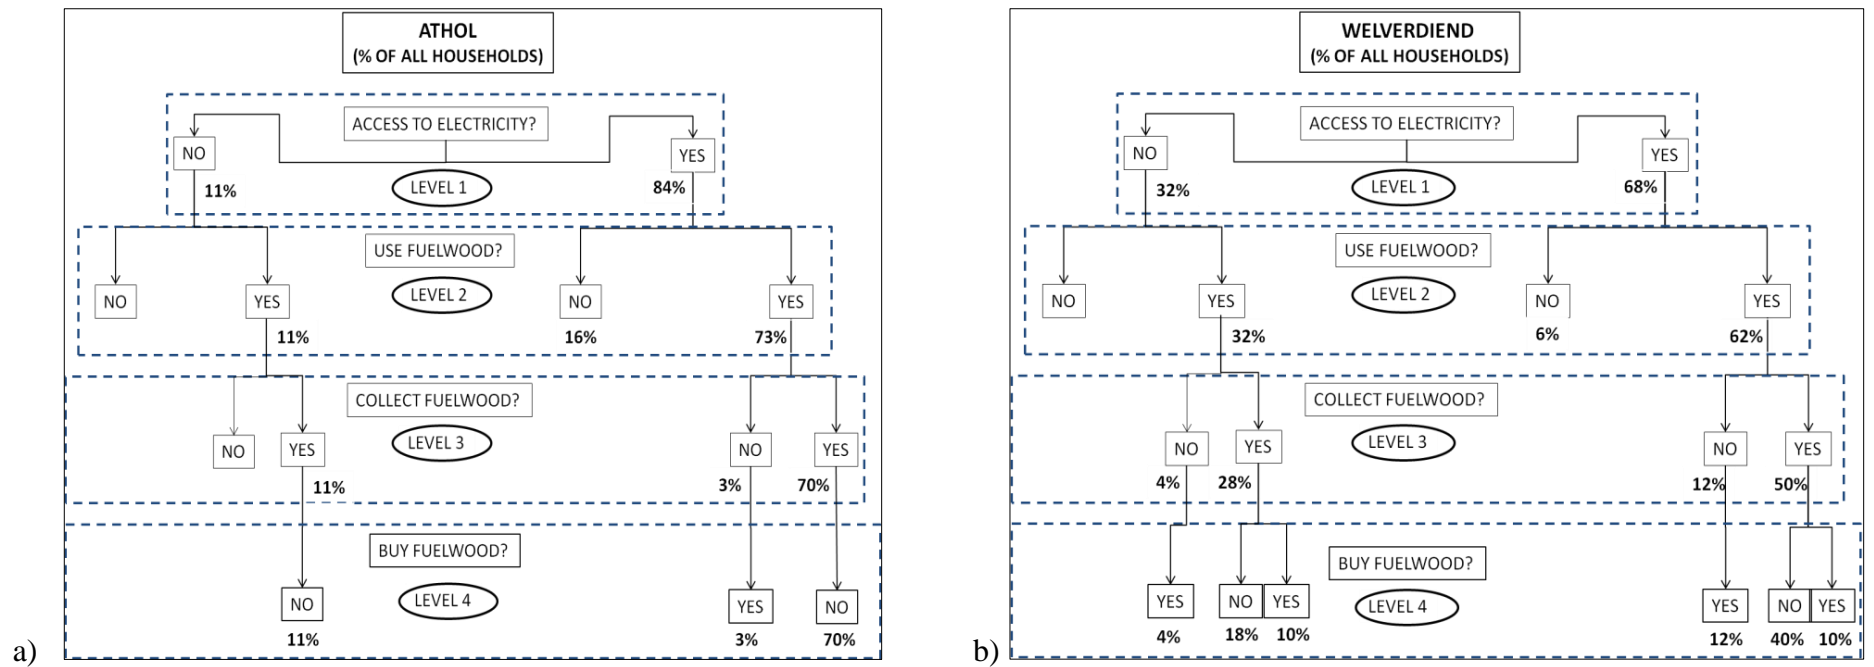 ATHOL
(% OF ALL HOUSEHOLDS)
ACCESS TO ELECTRICITY?
NO
YES
11%
LEVEL 1
84%
USE FUELWOOD?
NO
YES
LEVEL 2
NO
YES
11%
16%
73%
COLLECT FUELWOOD?
NO
YES
LEVEL 3
NO
YES
11%
3%
70%
BUY FUELWOOD?
NO
LEVEL 4
YES
NO
11%
3%
70%
a)
WELVERDIEND
(% OF ALL HOUSEHOLDS)
ACCESS TO ELECTRICITY?
NO
YES
32%
LEVEL 1
68%
USE FUELWOOD?
NO
YES
LEVEL 2
NO
YES
32%
6%
62%
COLLECT FUELWOOD?
NO
YES
LEVEL 3
NO
YES
4%
28%
12%
50%
BUY FUELWOOD?
YES
NO
YES
LEVEL 4
YES
NO
YES
4%
18%
10%
12%
40%
10%
b)